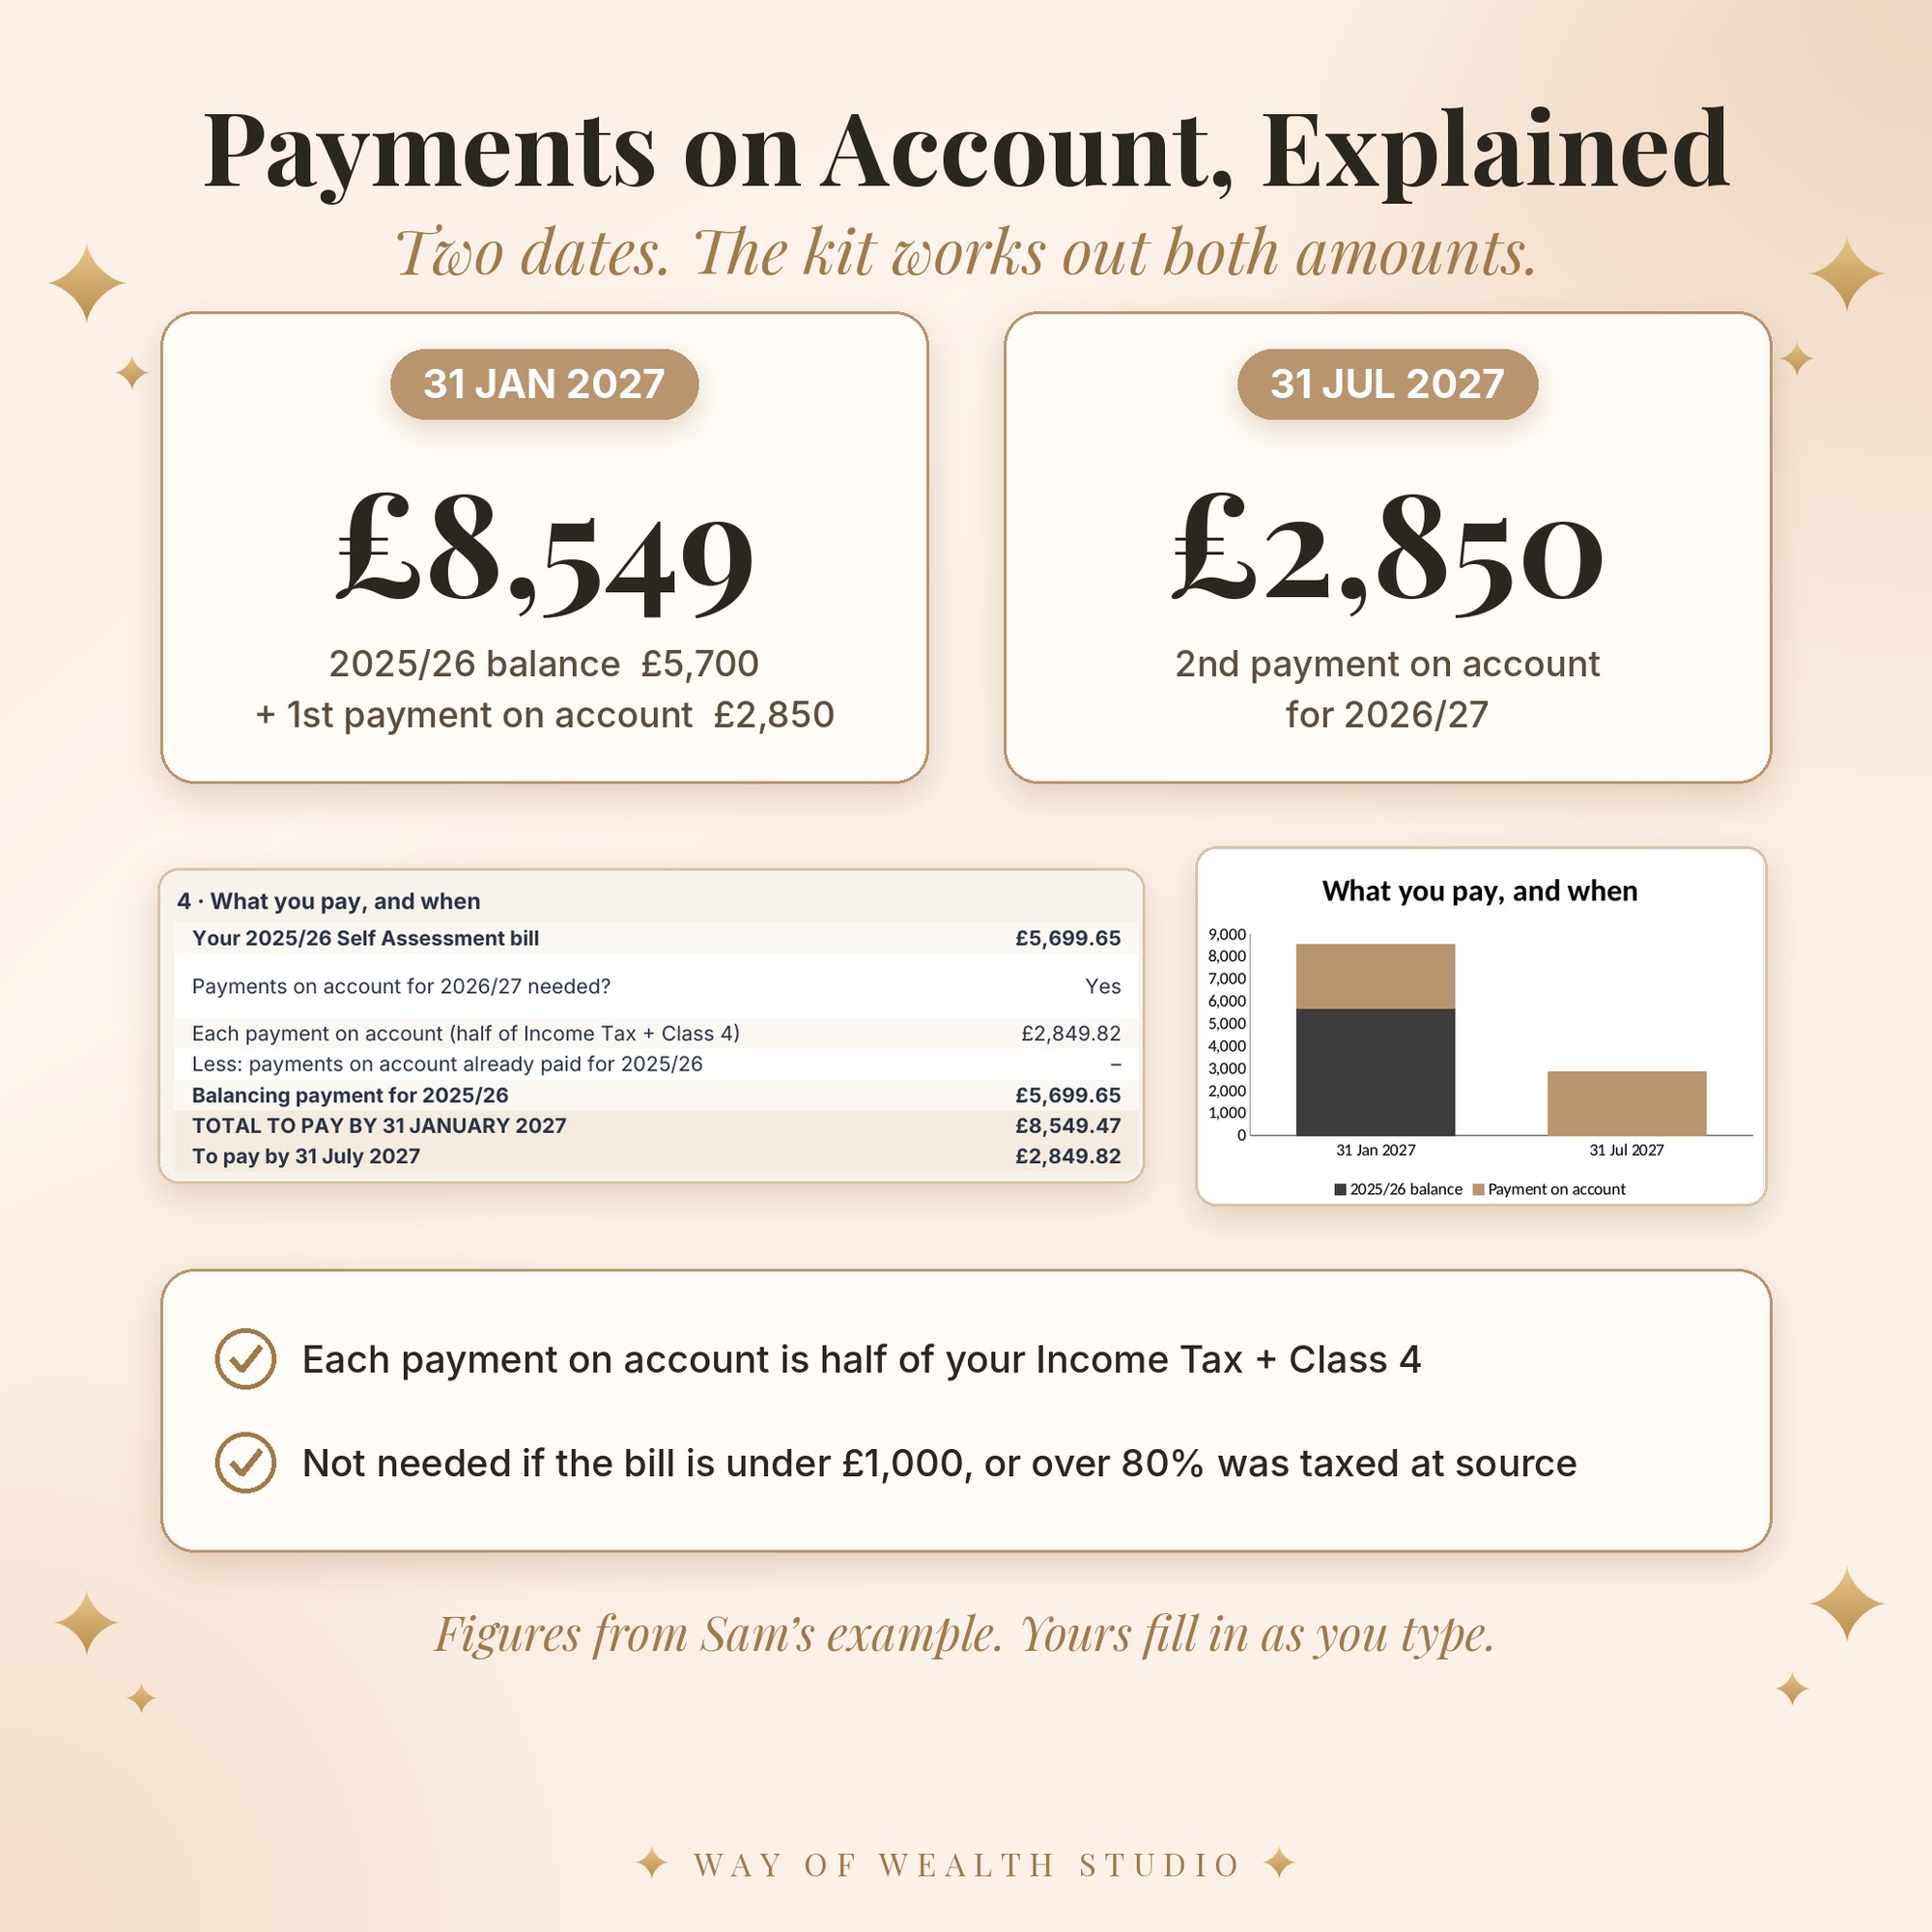 Payments on Account, Explained
Two dates. The kit works out both amounts.
31 JAN 2027
£8,549
2025/26 balance £5,700
+ 1st payment on account £2,850
31 JUL 2027
£2,850
2nd payment on account
for 2026/27
4 · What you pay, and when
Your 2025/26 Self Assessment bill £5,699.65
Payments on account for 2026/27 needed? Yes
Each payment on account (half of Income Tax + Class 4) £2,849.82
Less: payments on account already paid for 2025/26 –
Balancing payment for 2025/26 £5,699.65
TOTAL TO PAY BY 31 JANUARY 2027 £8,549.47
To pay by 31 July 2027 £2,849.82
What you pay, and when
9,000
8,000
7,000
6,000
5,000
4,000
3,000
2,000
1,000
0
31 Jan 2027 31 Jul 2027
2025/26 balance Payment on account
Each payment on account is half of your Income Tax + Class 4
Not needed if the bill is under £1,000, or over 80% was taxed at source
Figures from Sam’s example. Yours fill in as you type.
WAY OF WEALTH STUDIO